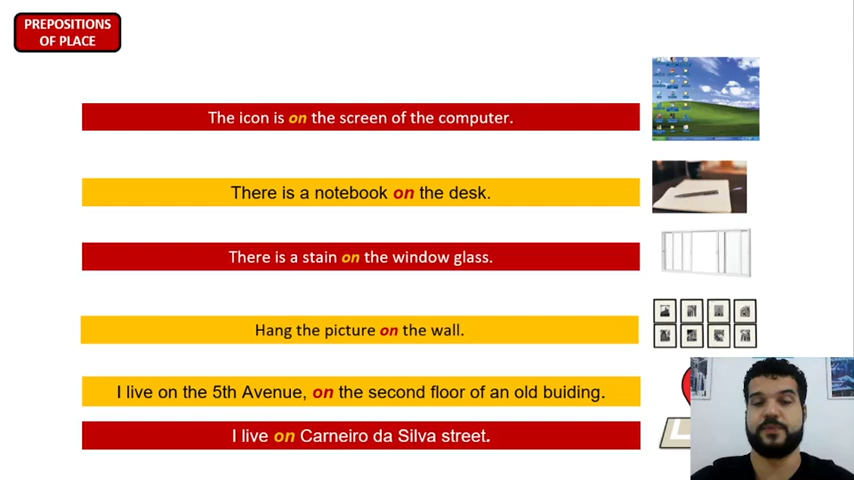 PREPOSITIONS
OF PLACE
The icon is on the screen of the computer.
There is a notebook on the desk.
There is a stain on the window glass.
Hang the picture on the wall.
I live on the 5th Avenue, on the second floor of an old buiding.
I live on Carneiro da Silva street.